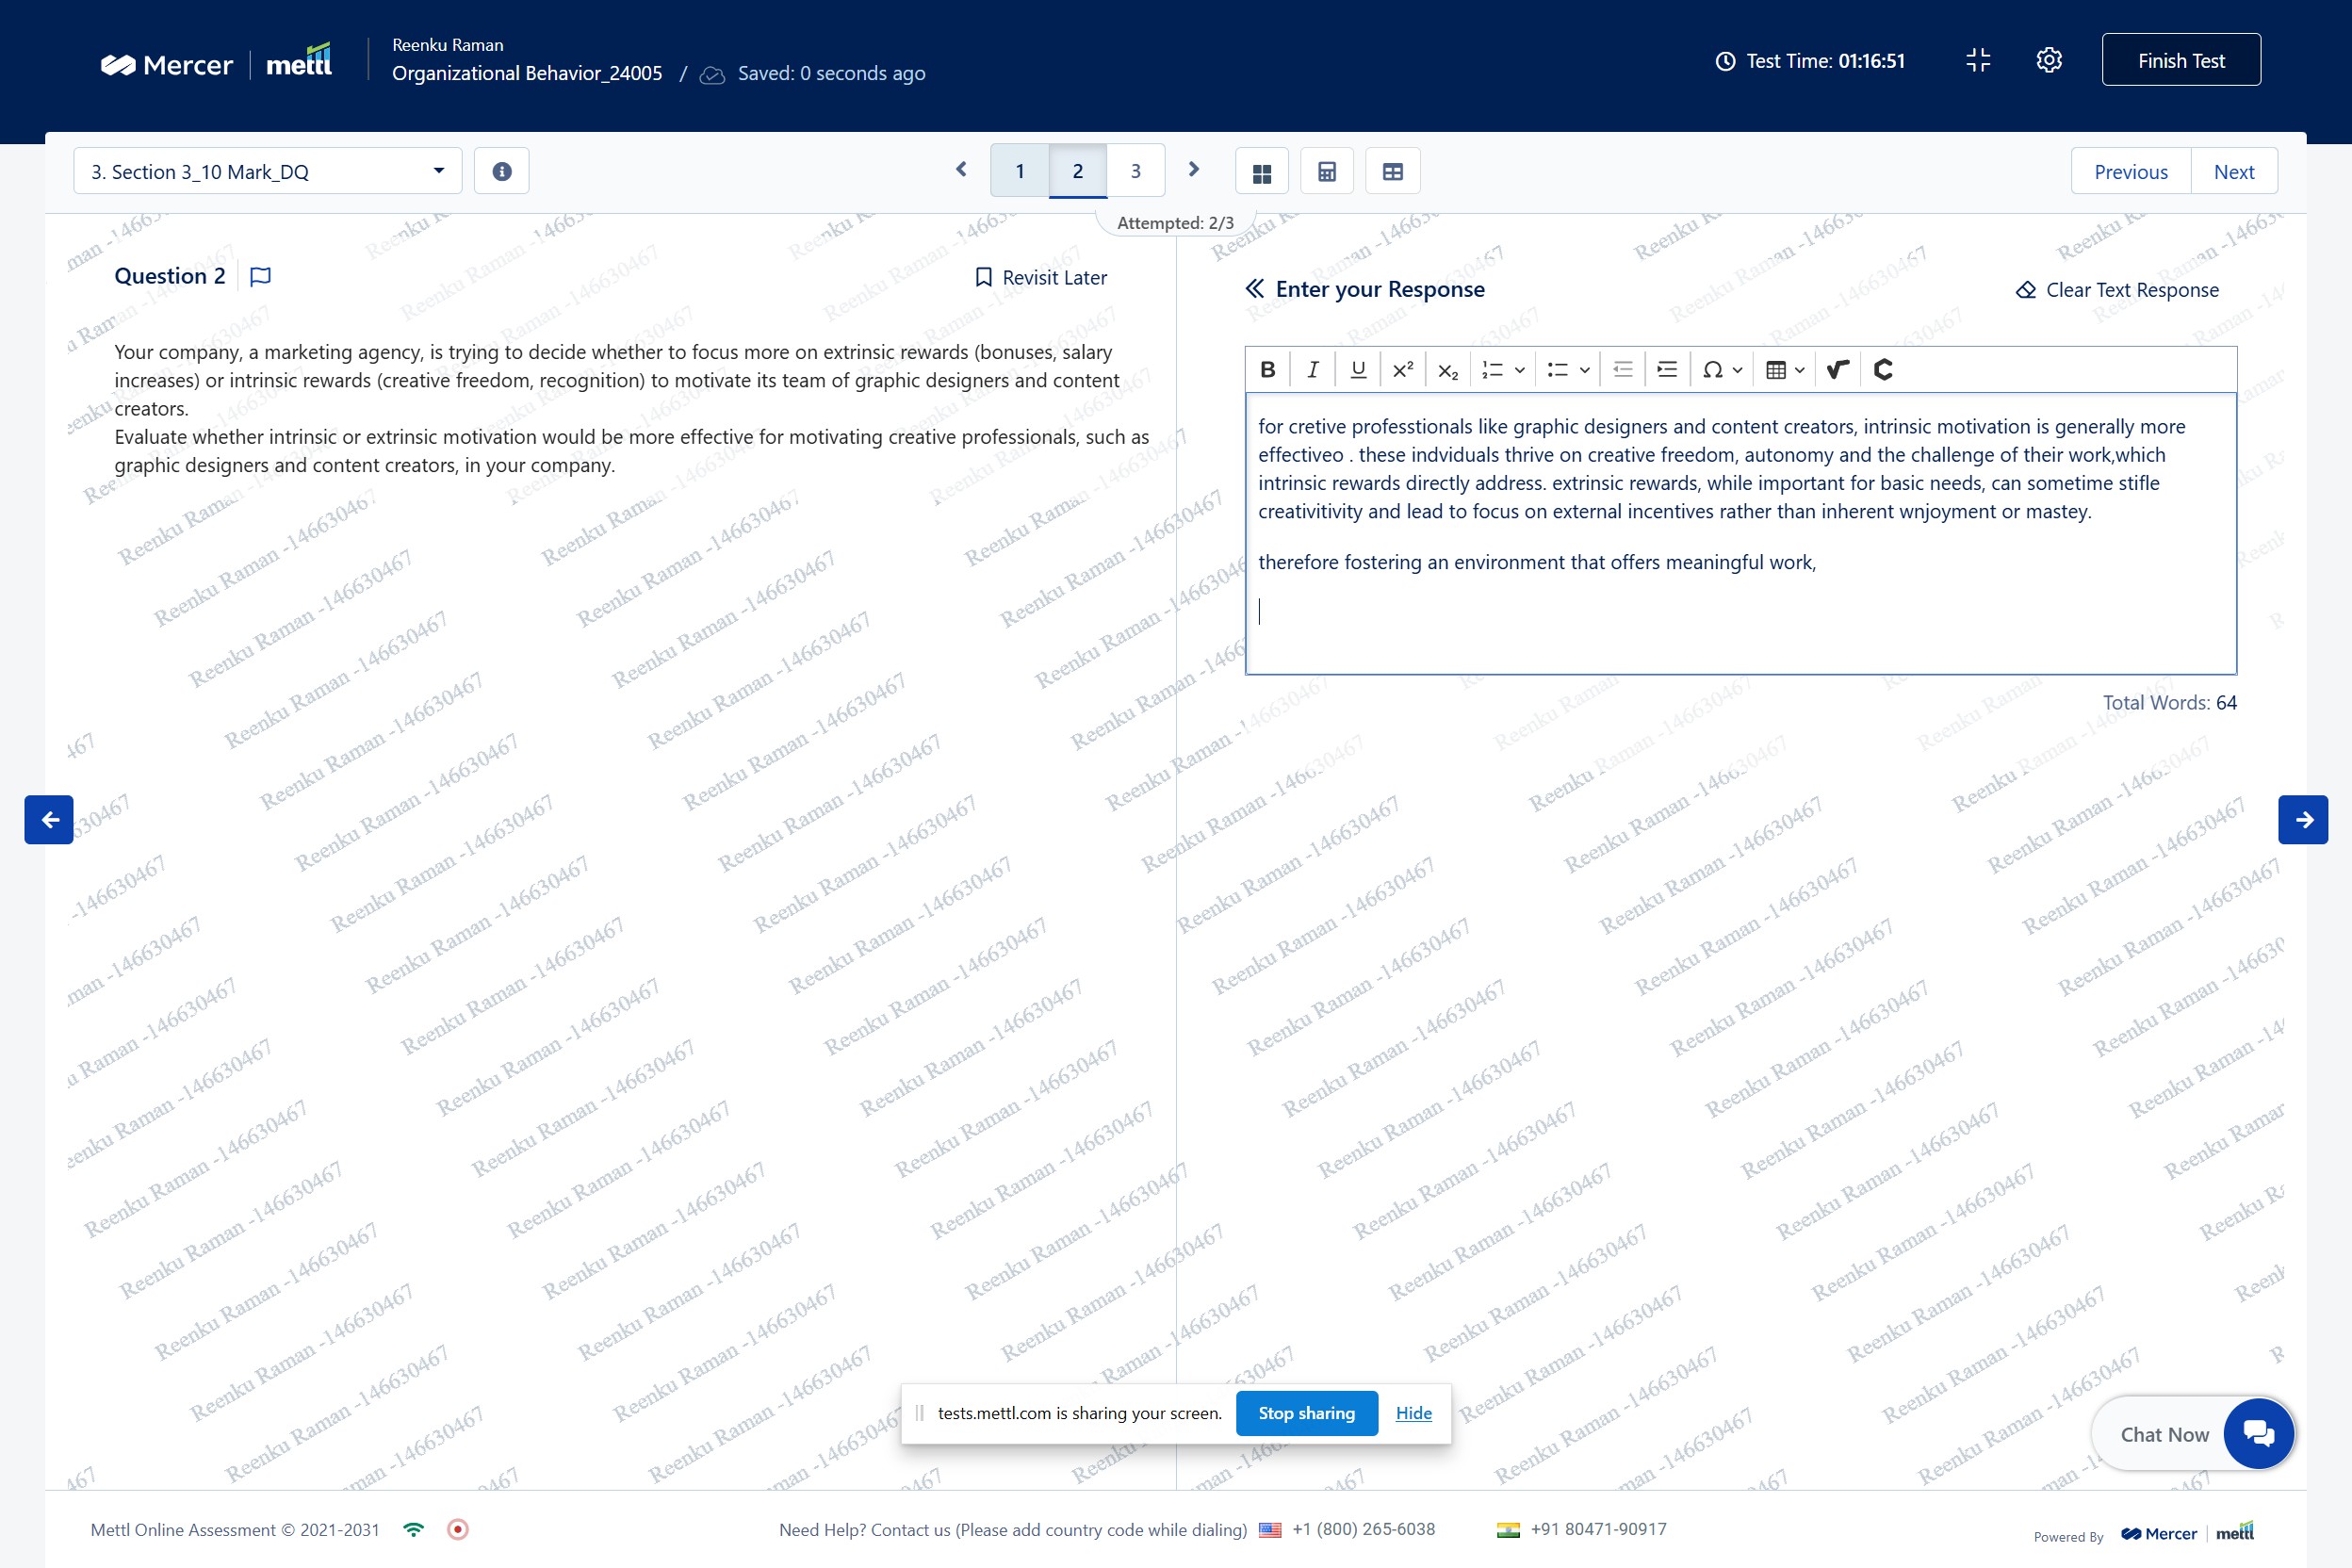 Mercer | mettl
Reenku Raman
Organizational Behavior_24005 / Saved: 0 seconds ago
Test Time: 01:16:51
Finish Test
3. Section 3_10 Mark_DQ
1 2 3
Previous Next
Attempted: 2/3
Question 2
Revisit Later
Your company, a marketing agency, is trying to decide whether to focus more on extrinsic rewards (bonuses, salary
increases) or intrinsic rewards (creative freedom, recognition) to motivate its team of graphic designers and content
creators.
Evaluate whether intrinsic or extrinsic motivation would be more effective for motivating creative professionals, such as
graphic designers and content creators, in your company.
Enter your Response
Clear Text Response
B I U x² x₂ Ω
for cretive professtionals like graphic designers and content creators, intrinsic motivation is generally more
effectiveo . these indviduals thrive on creative freedom, autonomy and the challenge of their work,which
intrinsic rewards directly address. extrinsic rewards, while important for basic needs, can sometime stifle
creativitivity and lead to focus on external incentives rather than inherent wnjoyment or mastey.
therefore fostering an environment that offers meaningful work,
Total Words: 64
Reenku Raman -146630467
tests.mettl.com is sharing your screen.
Stop sharing
Hide
Chat Now
Mettl Online Assessment © 2021-2031
Need Help? Contact us (Please add country code while dialing) +1 (800) 265-6038 +91 80471-90917
Powered By Mercer | mettl